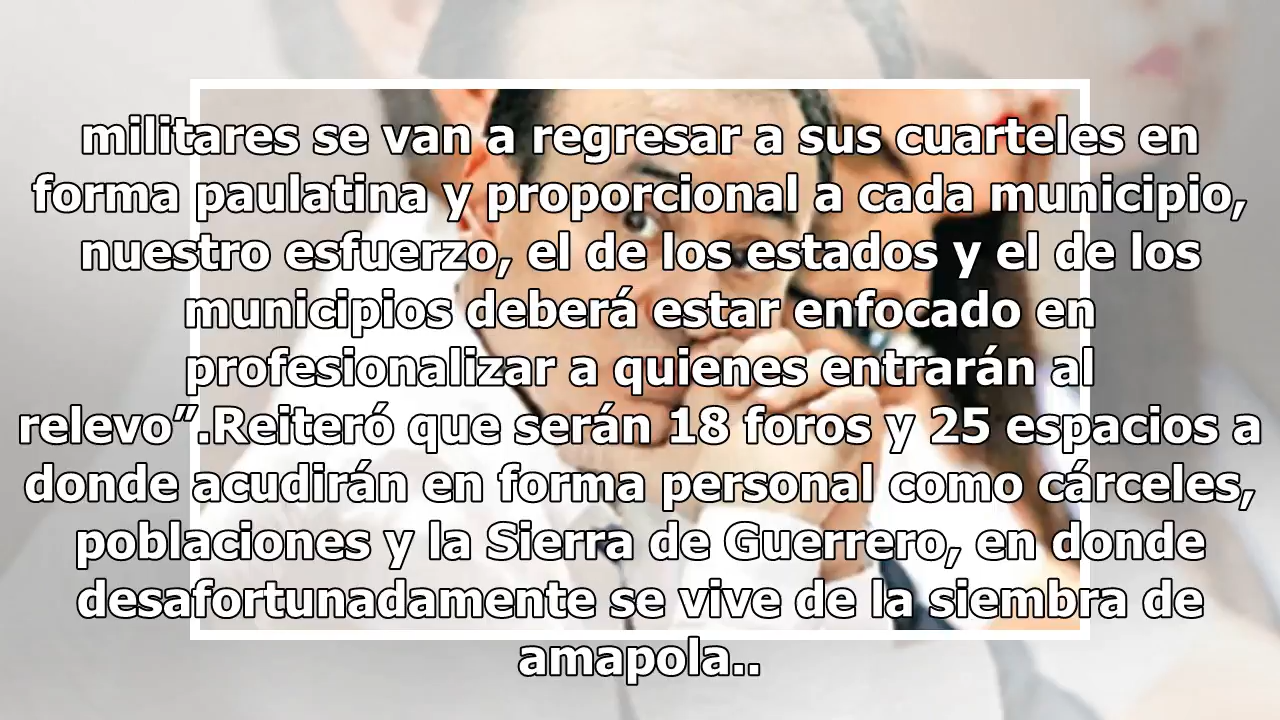 militares se van a regresar a sus cuarteles en
forma paulatina y proporcional a cada municipio,
nuestro esfuerzo, el de los estados y el de los
municipios deberá estar enfocado en
profesionalizar a quienes entrarán al
relevo”.Reiteró que serán 18 foros y 25 espacios a
donde acudirán en forma personal como cárceles,
poblaciones y la Sierra de Guerrero, en donde
desafortunadamente se vive de la siembra de
amapola..